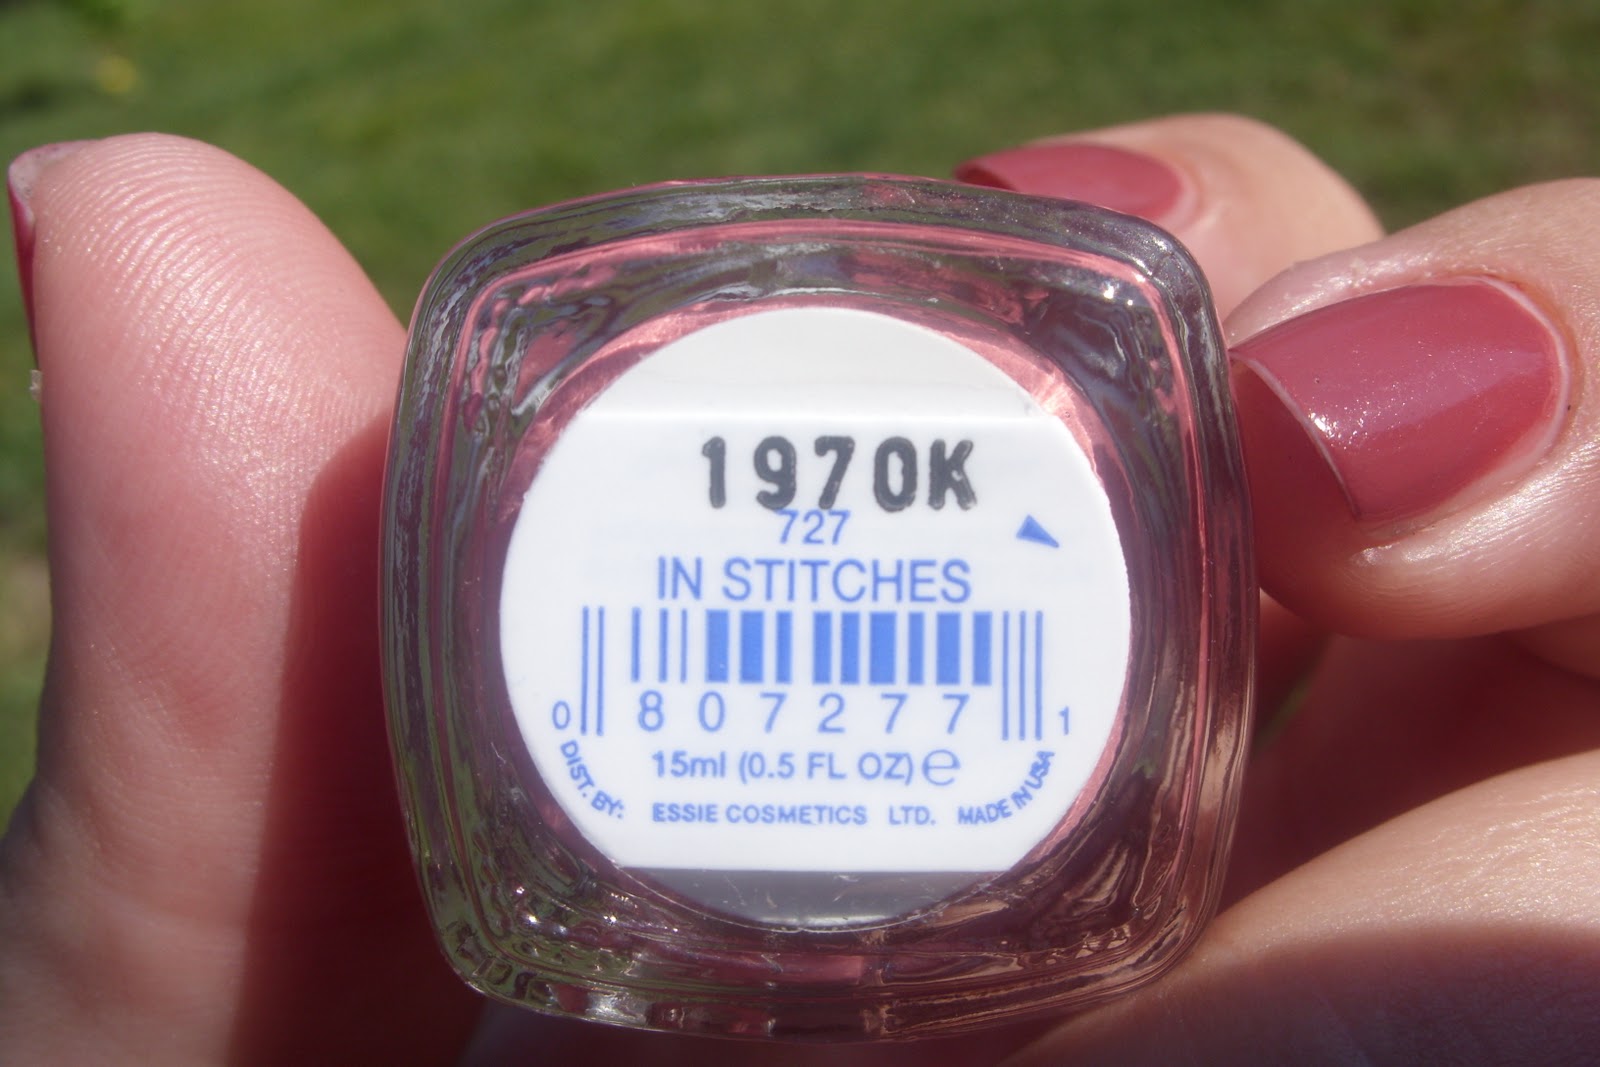 1970K
727
IN STITCHES
0 807277 1
15ml (0.5 FL OZ) ℮
DIST. BY: ESSIE COSMETICS LTD. MADE IN USA